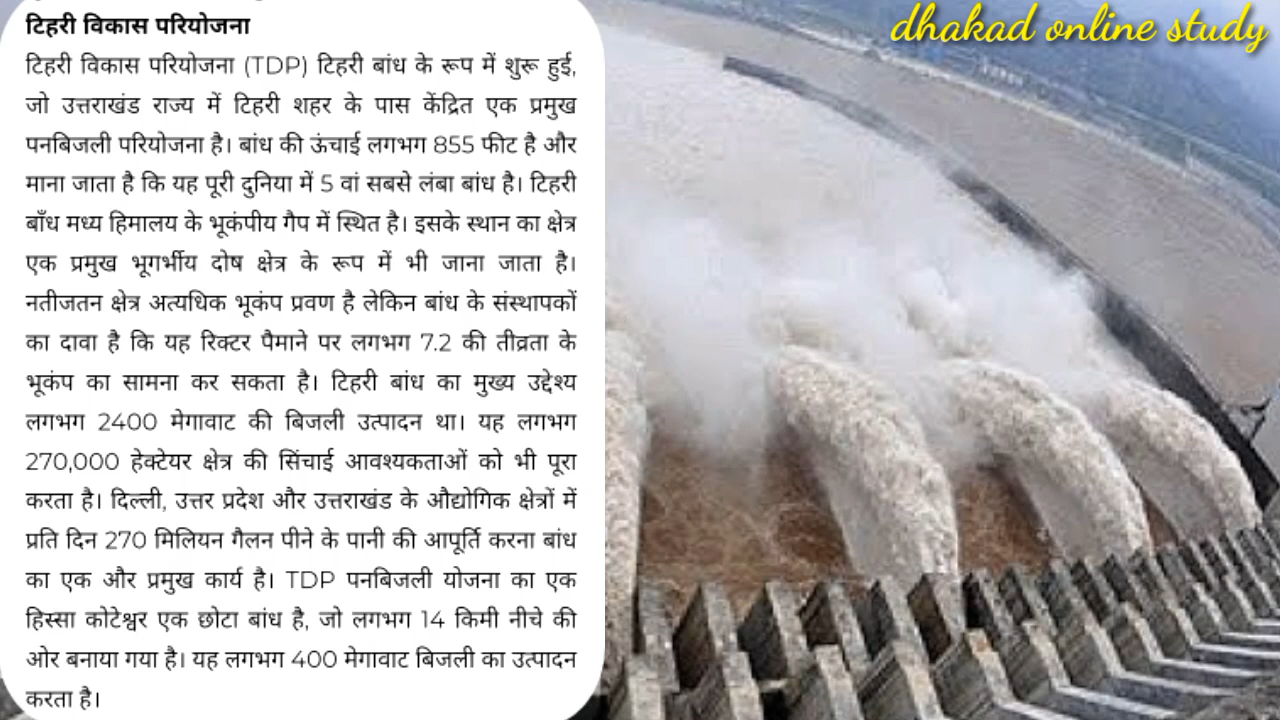 टिहरी विकास परियोजना
dhakad online study
टिहरी विकास परियोजना (TDP) टिहरी बांध के रूप में शुरू हुई,
जो उत्तराखंड राज्य में टिहरी शहर के पास केंद्रित एक प्रमुख
पनबिजली परियोजना है। बांध की ऊंचाई लगभग 855 फीट है और
माना जाता है कि यह पूरी दुनिया में 5 वां सबसे लंबा बांध है। टिहरी
बाँध मध्य हिमालय के भूकंपीय गैप में स्थित है। इसके स्थान का क्षेत्र
एक प्रमुख भूगर्भीय दोष क्षेत्र के रूप में भी जाना जाता है।
नतीजतन क्षेत्र अत्यधिक भूकंप प्रवण है लेकिन बांध के संस्थापकों
का दावा है कि यह रिक्टर पैमाने पर लगभग 7.2 की तीव्रता के
भूकंप का सामना कर सकता है। टिहरी बांध का मुख्य उद्देश्य
लगभग 2400 मेगावाट की बिजली उत्पादन था। यह लगभग
270,000 हेक्टेयर क्षेत्र की सिंचाई आवश्यकताओं को भी पूरा
करता है। दिल्ली, उत्तर प्रदेश और उत्तराखंड के औद्योगिक क्षेत्रों में
प्रति दिन 270 मिलियन गैलन पीने के पानी की आपूर्ति करना बांध
का एक और प्रमुख कार्य है। TDP पनबिजली योजना का एक
हिस्सा कोटेश्वर एक छोटा बांध है, जो लगभग 14 किमी नीचे की
ओर बनाया गया है। यह लगभग 400 मेगावाट बिजली का उत्पादन
करता है।